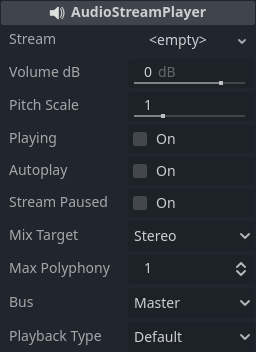 AudioStreamPlayer
Stream <empty>
Volume dB 0 dB
Pitch Scale 1
Playing On
Autoplay On
Stream Paused On
Mix Target Stereo
Max Polyphony 1
Bus Master
Playback Type Default